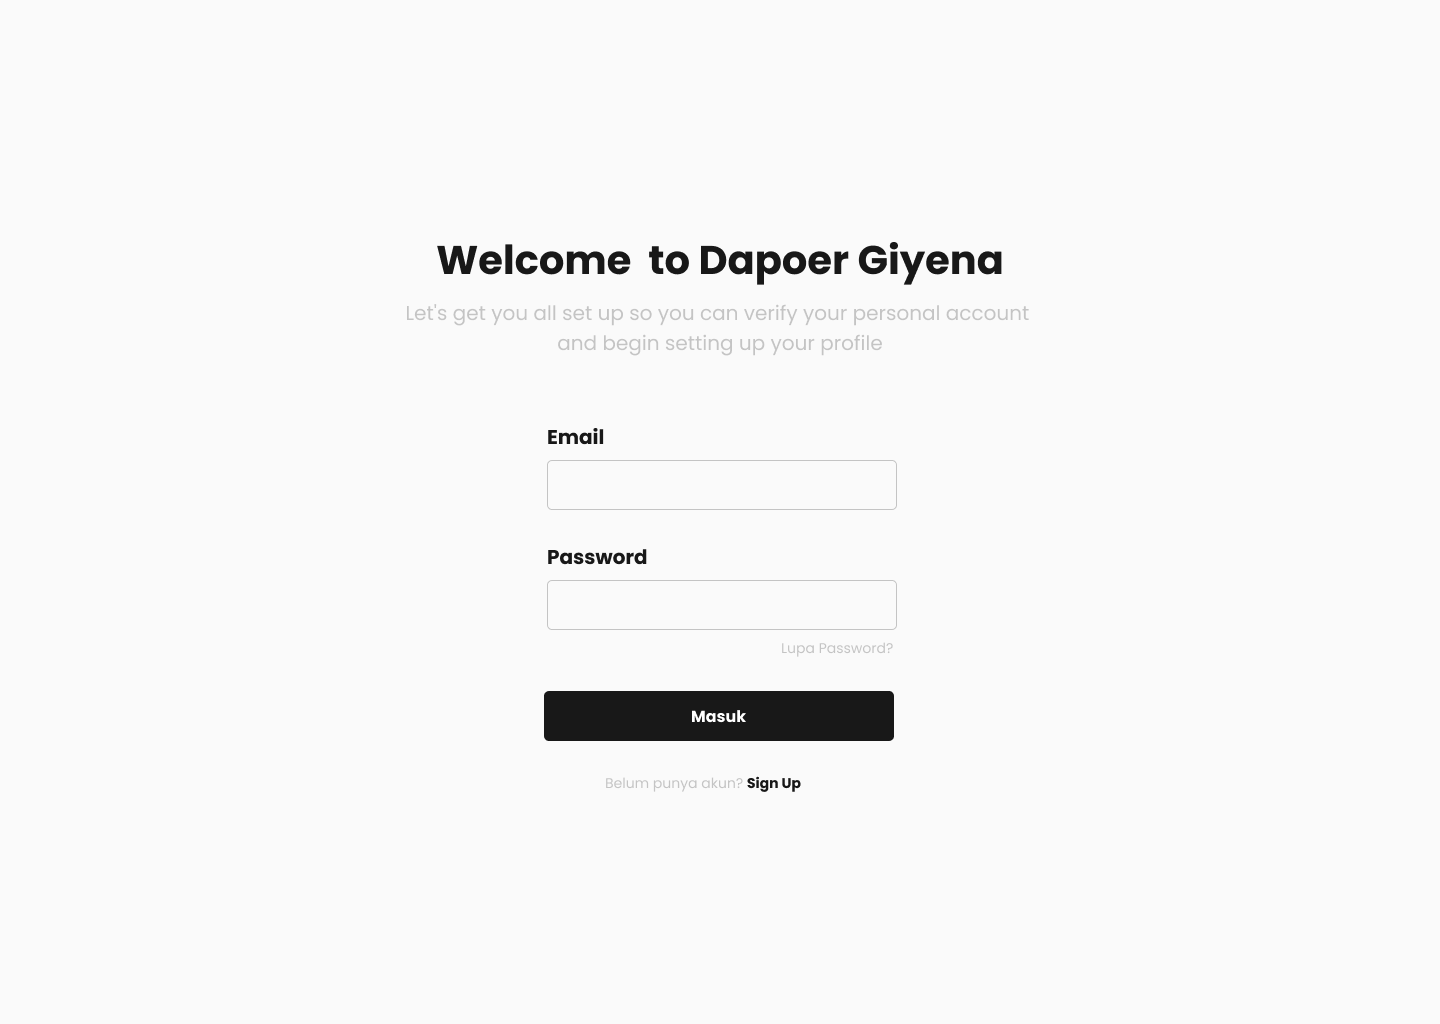 Welcome  to Dapoer Giyena
Let's get you all set up so you can verify your personal account
and begin setting up your profile
Email
Password
Lupa Password?
Masuk
Belum punya akun? Sign Up